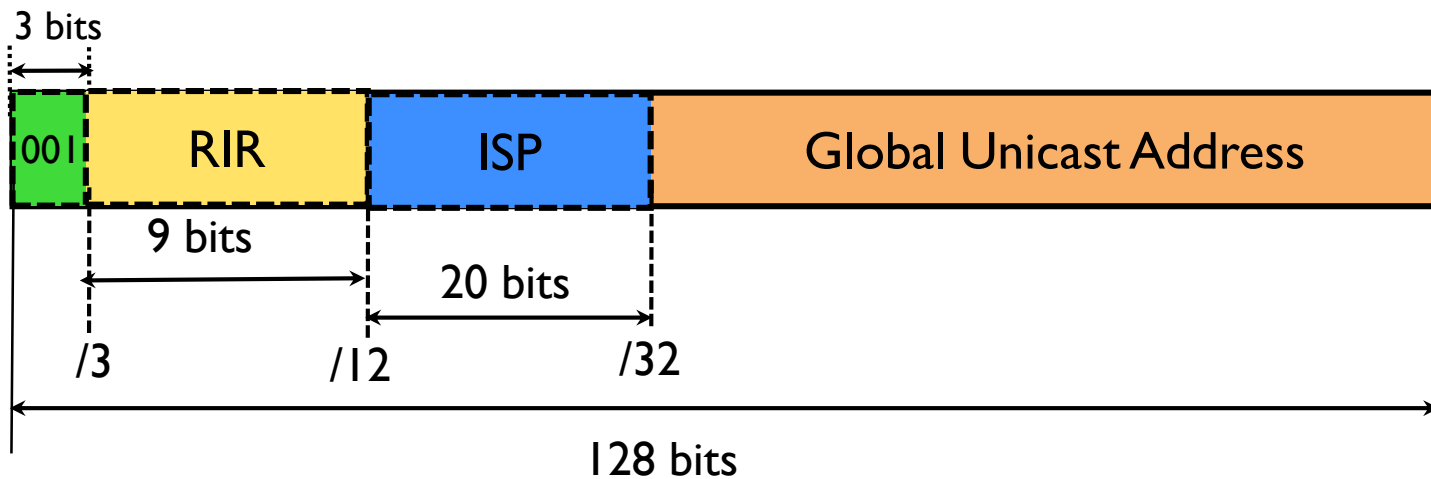 3 bits
001 RIR ISP Global Unicast Address
9 bits
20 bits
/3 /12 /32
128 bits